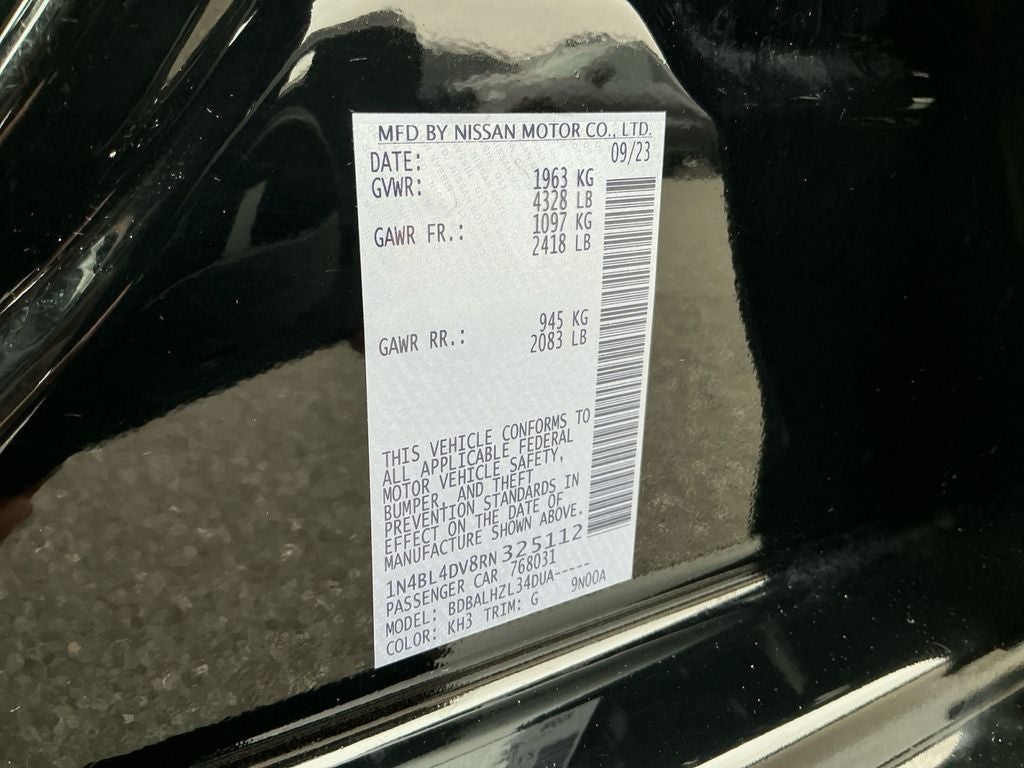 MFD BY NISSAN MOTOR CO., LTD.
DATE: 09/23
GVWR: 1963 KG
4328 LB
GAWR FR.: 1097 KG
2418 LB
GAWR RR.: 945 KG
2083 LB
THIS VEHICLE CONFORMS TO
ALL APPLICABLE FEDERAL
MOTOR VEHICLE SAFETY,
BUMPER, AND THEFT
PREVENTION STANDARDS IN
EFFECT ON THE DATE OF
MANUFACTURE SHOWN ABOVE.
1N4BL4DV8RN325112
PASSENGER CAR 768031
MODEL: BDBALHZL34DUA-----
COLOR: KH3 TRIM: G 9N00A